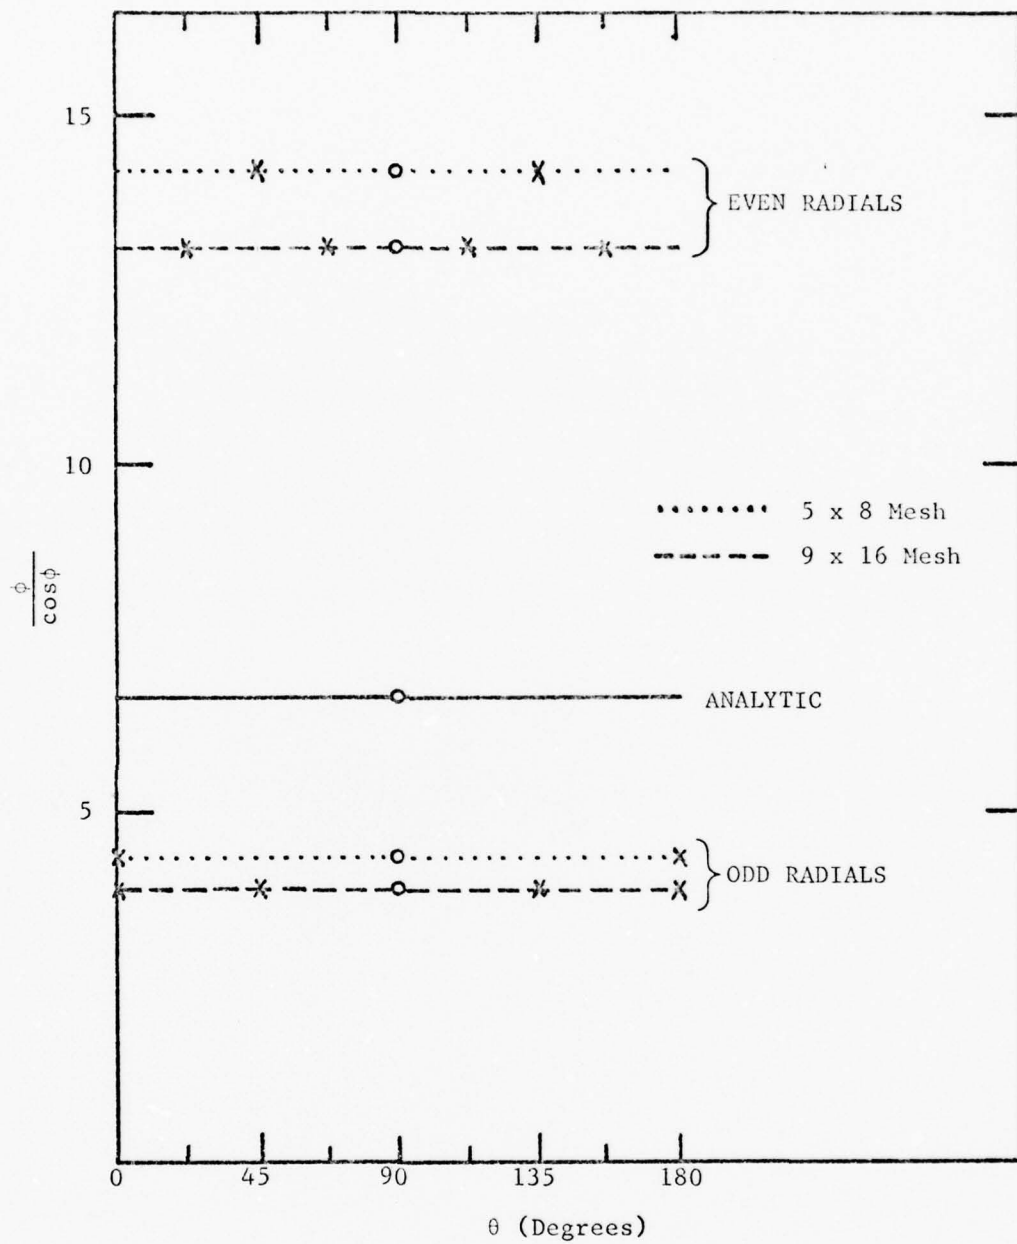 15
EVEN RADIALS
10
5 x 8 Mesh
9 x 16 Mesh
ϕ
cosϕ
ANALYTIC
5
ODD RADIALS
0 45 90 135 180
θ (Degrees)